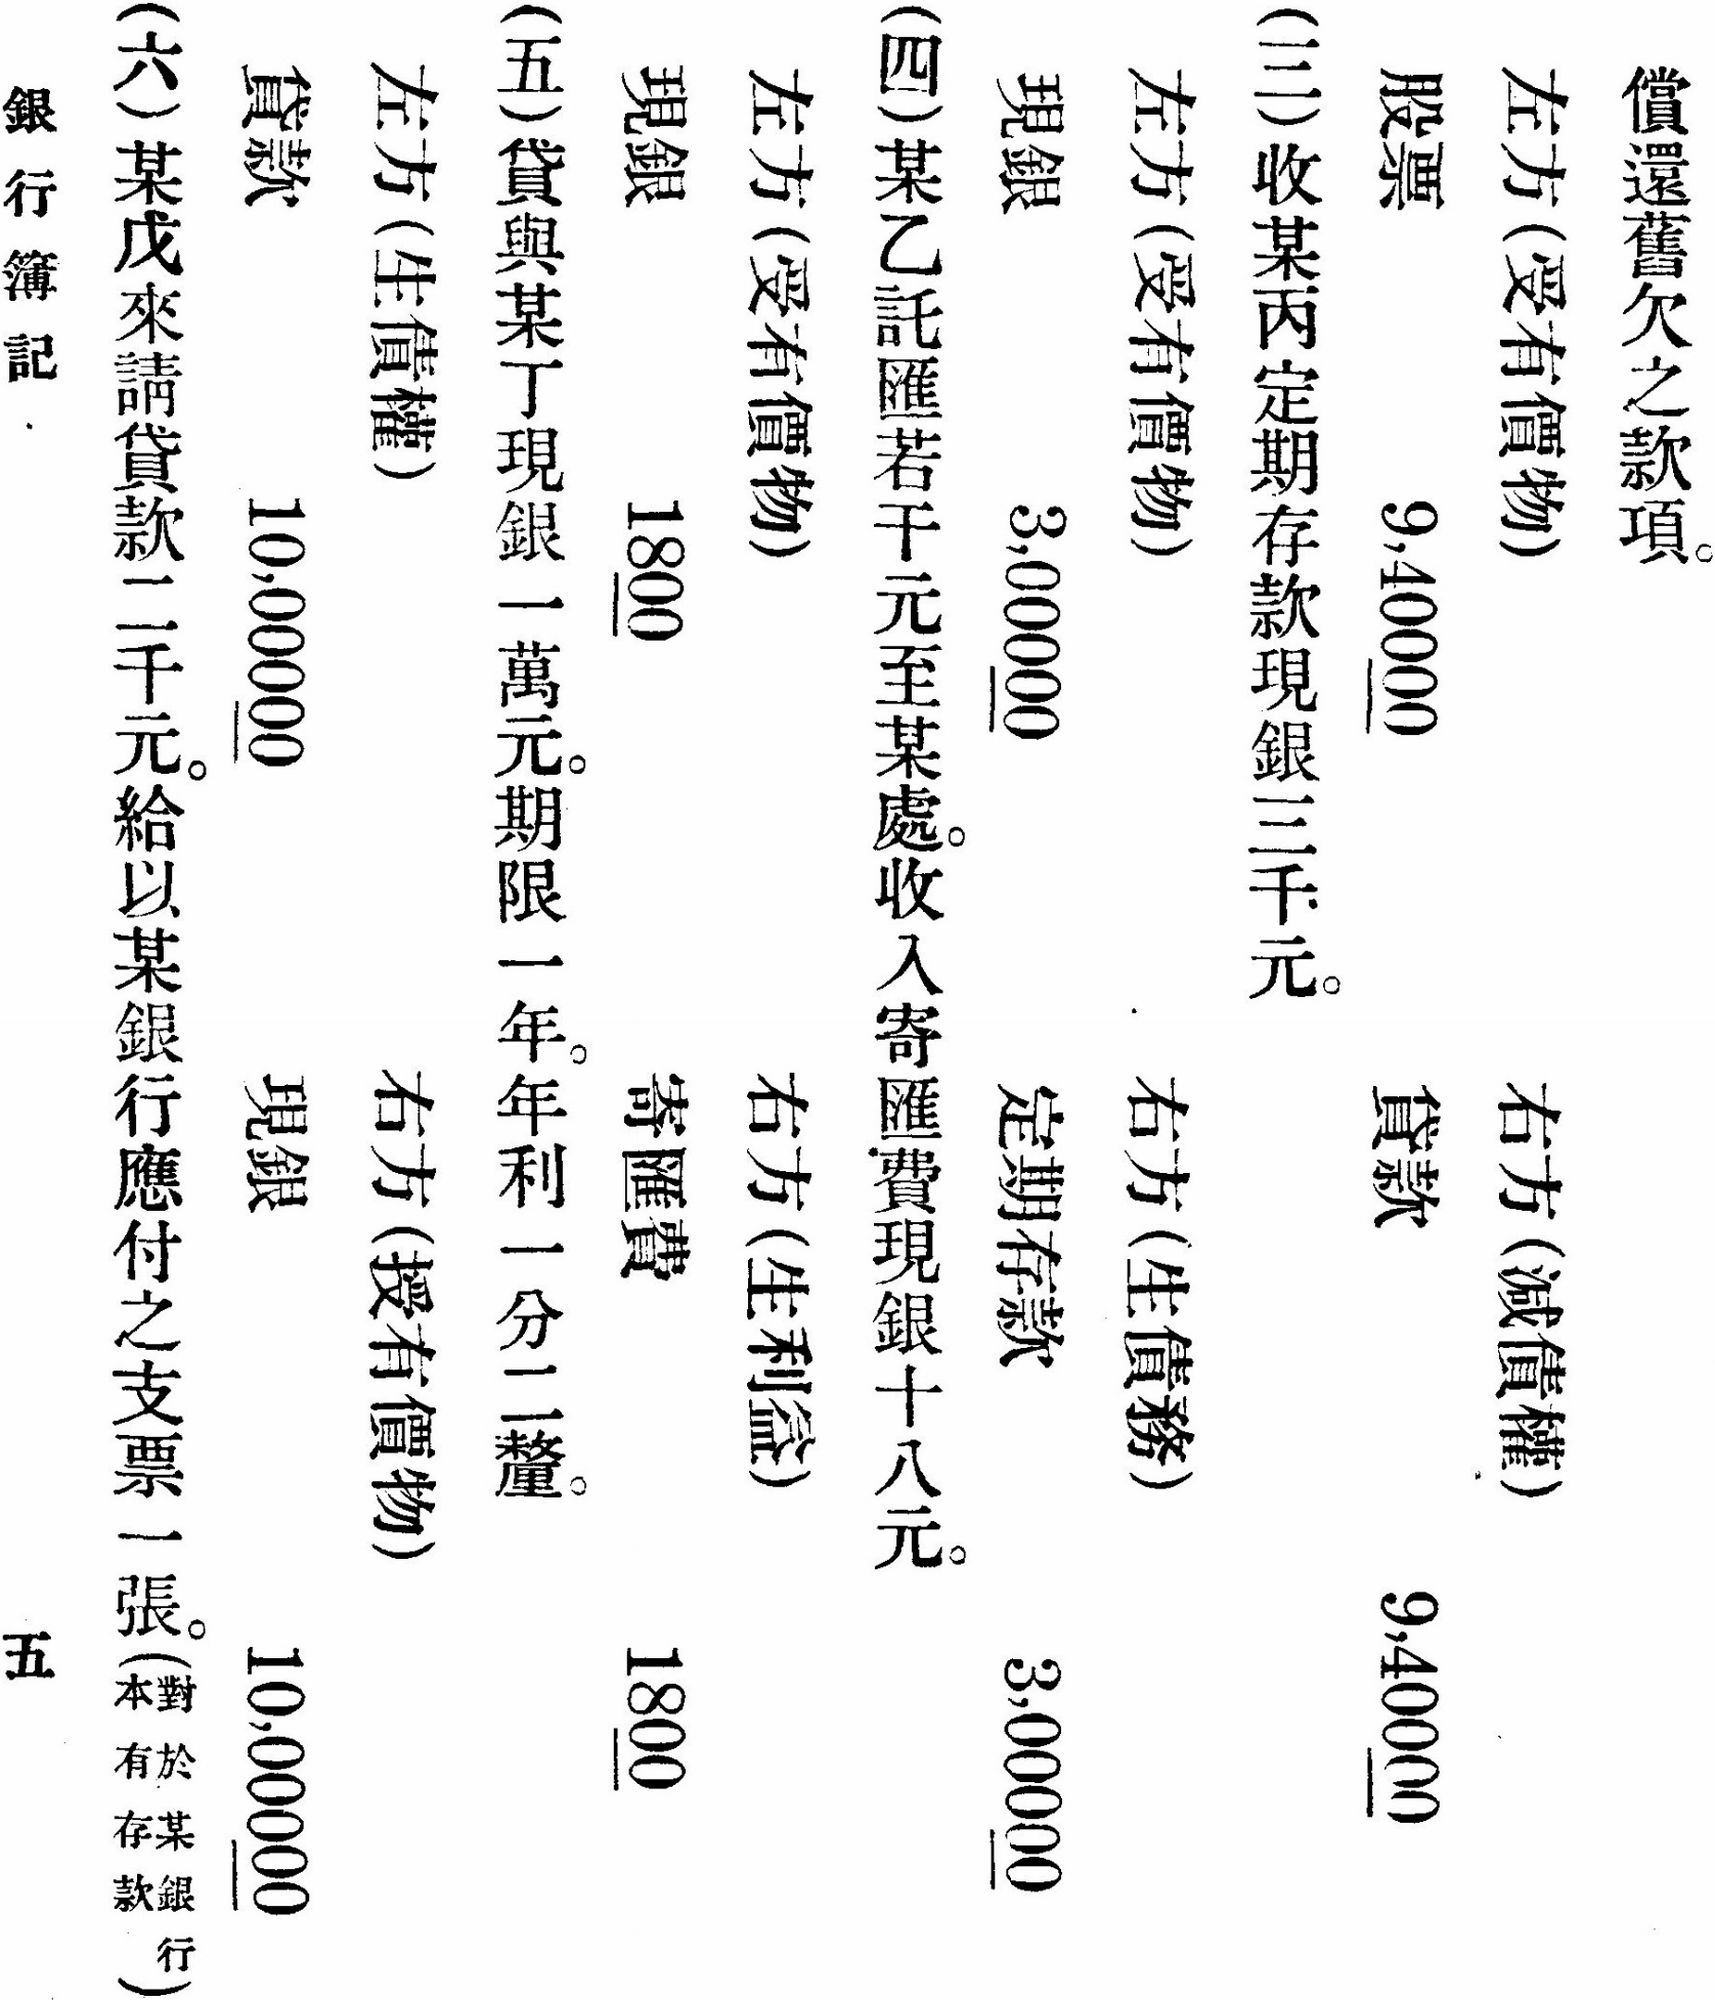 償還舊欠之款項。
左方(受有價物) 右方(減債權)
股票 9,40000 貸款 9,40000
(三)收某丙定期存款現銀三千元。
左方(受有價物) 右方(生債務)
現銀 3,00000 定期存款 3,00000
(四)某乙託匯若干元至某處。收入寄匯費現銀十八元。
左方(受有價物) 右方(生利益)
現銀 1800 寄匯費 1800
(五)貸與某丁現銀一萬元。期限一年。年利一分二釐。
左方(生債權) 右方(授有價物)
貸款 10,00000 現銀 10,00000
(六)某戊來請貸款二千元。給以某銀行應付之支票一張。(對於某銀行本有存款)
銀行簿記 五